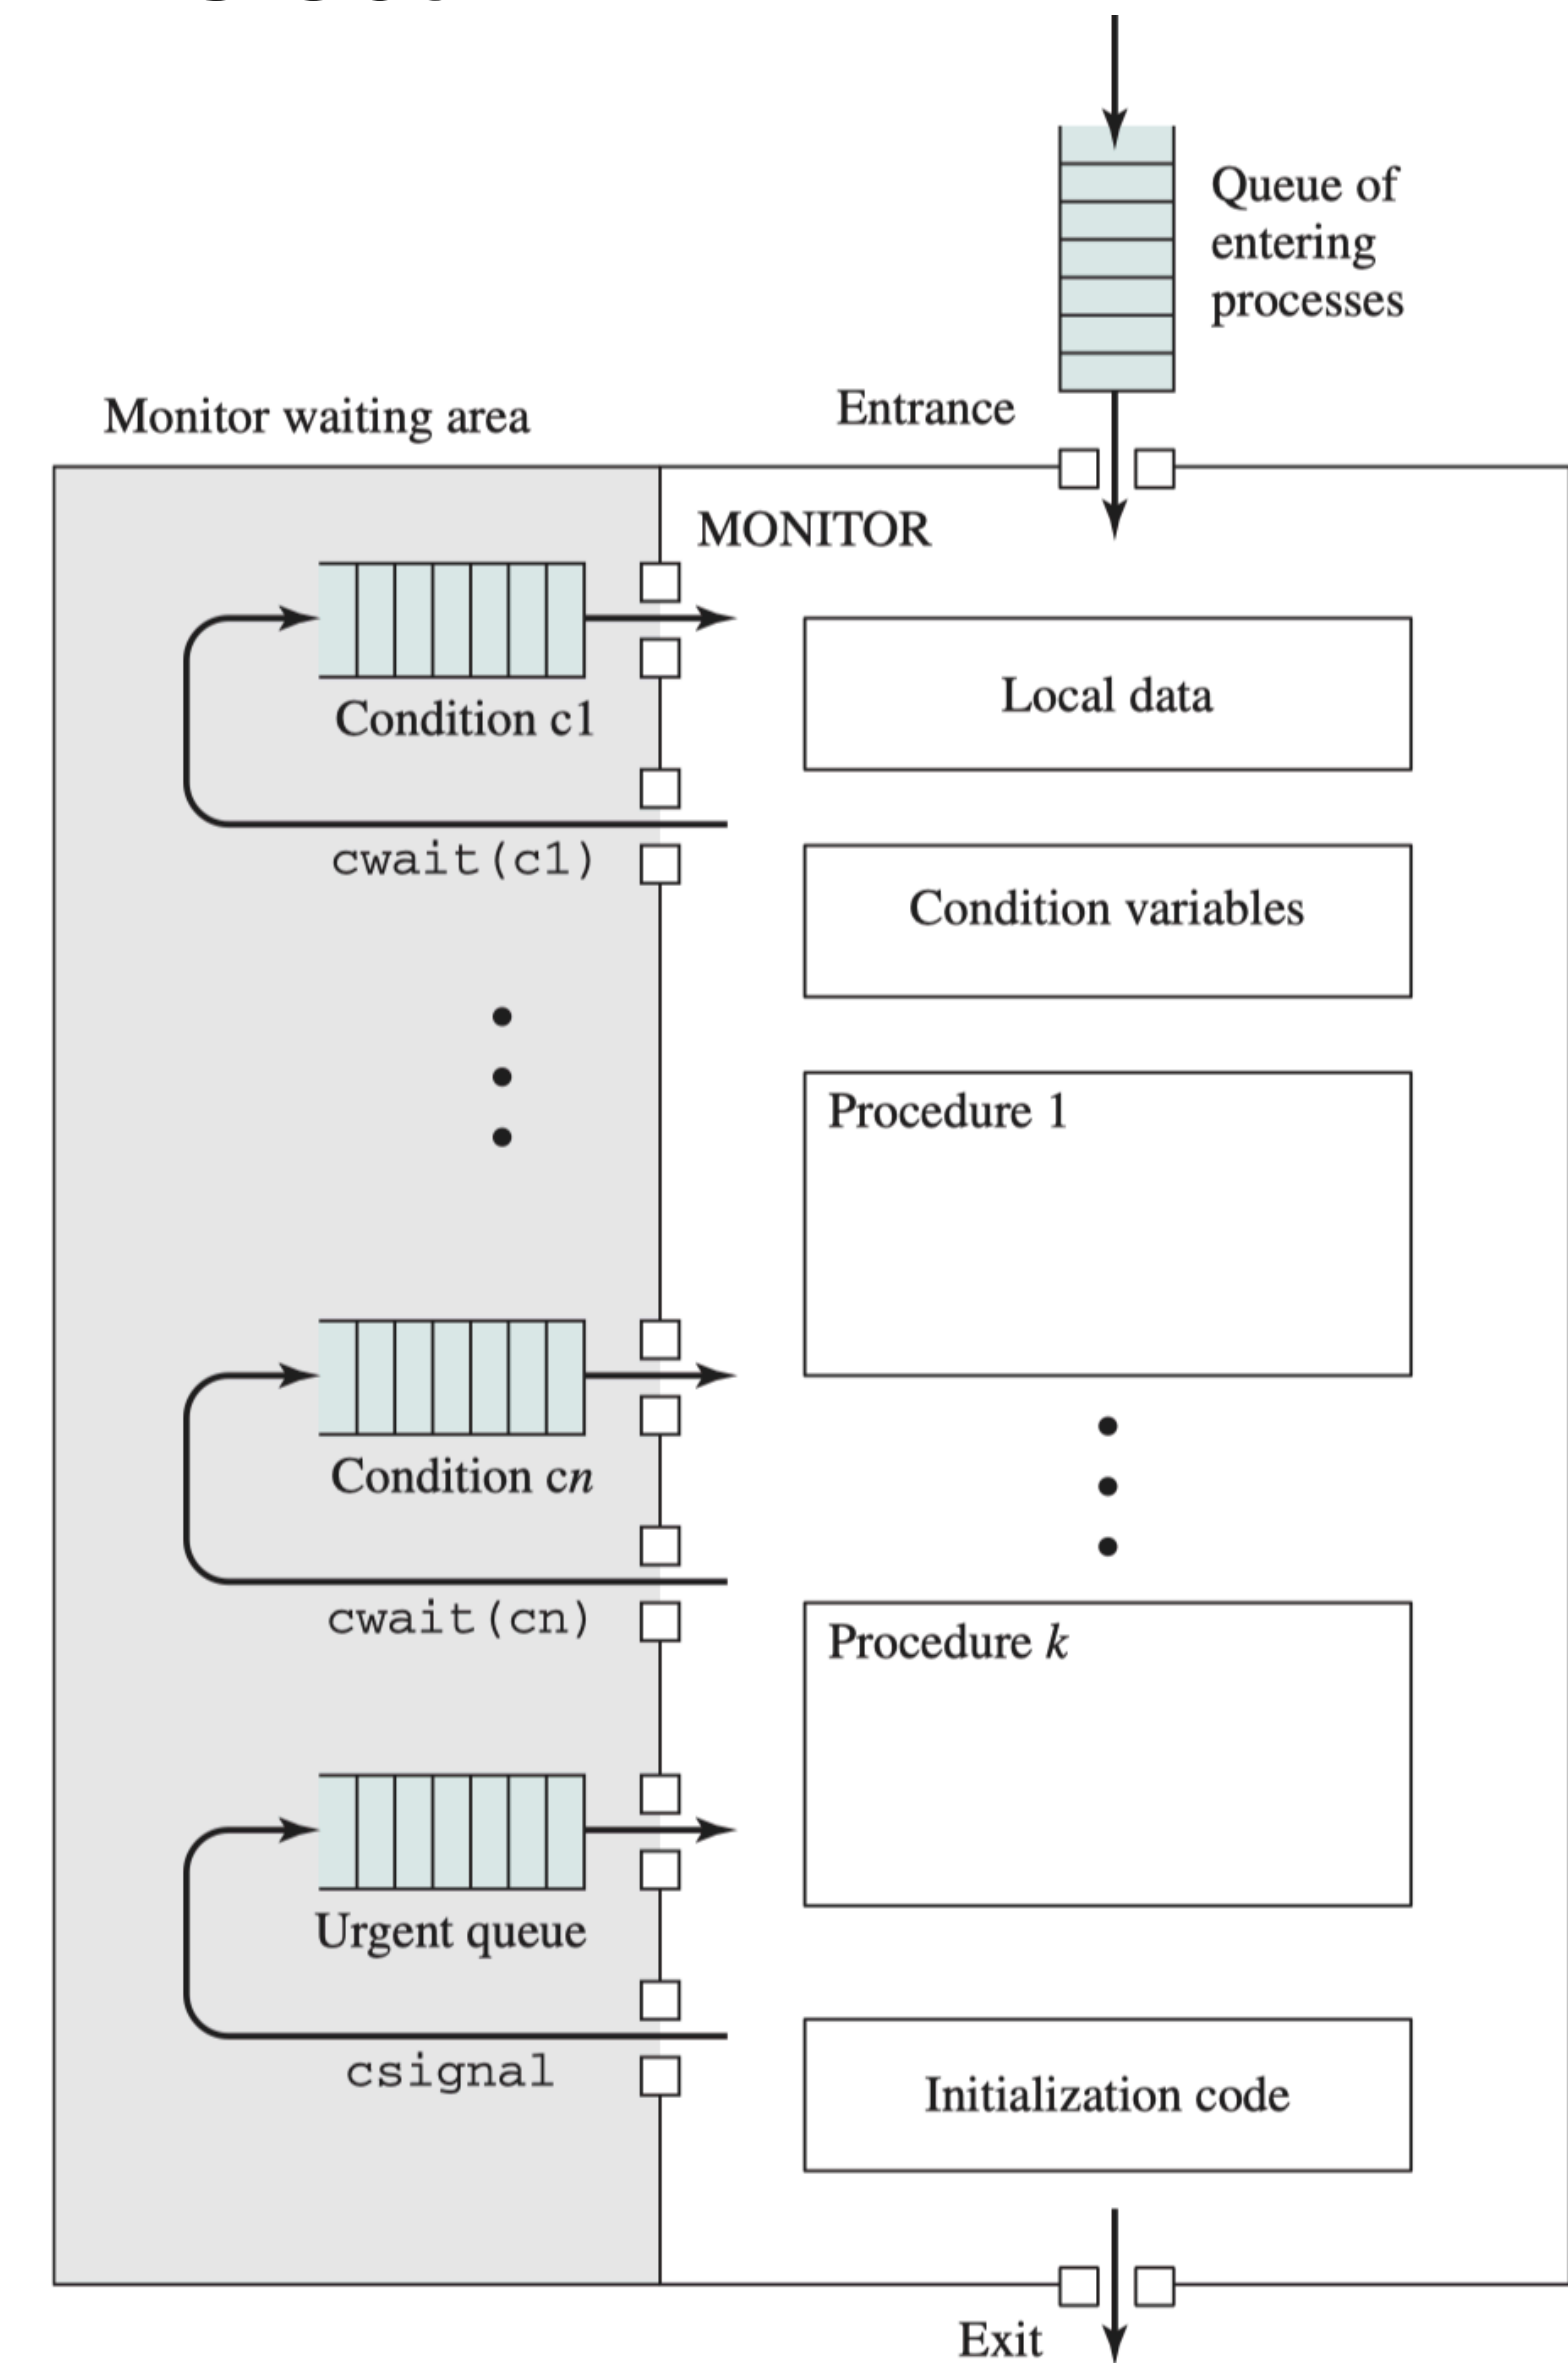 Queue of
entering
processes
Entrance
Monitor waiting area
MONITOR
Condition c1
cwait(c1)
Local data
Condition variables
Procedure 1
Condition cn
cwait(cn)
Procedure k
Urgent queue
csignal
Initialization code
Exit